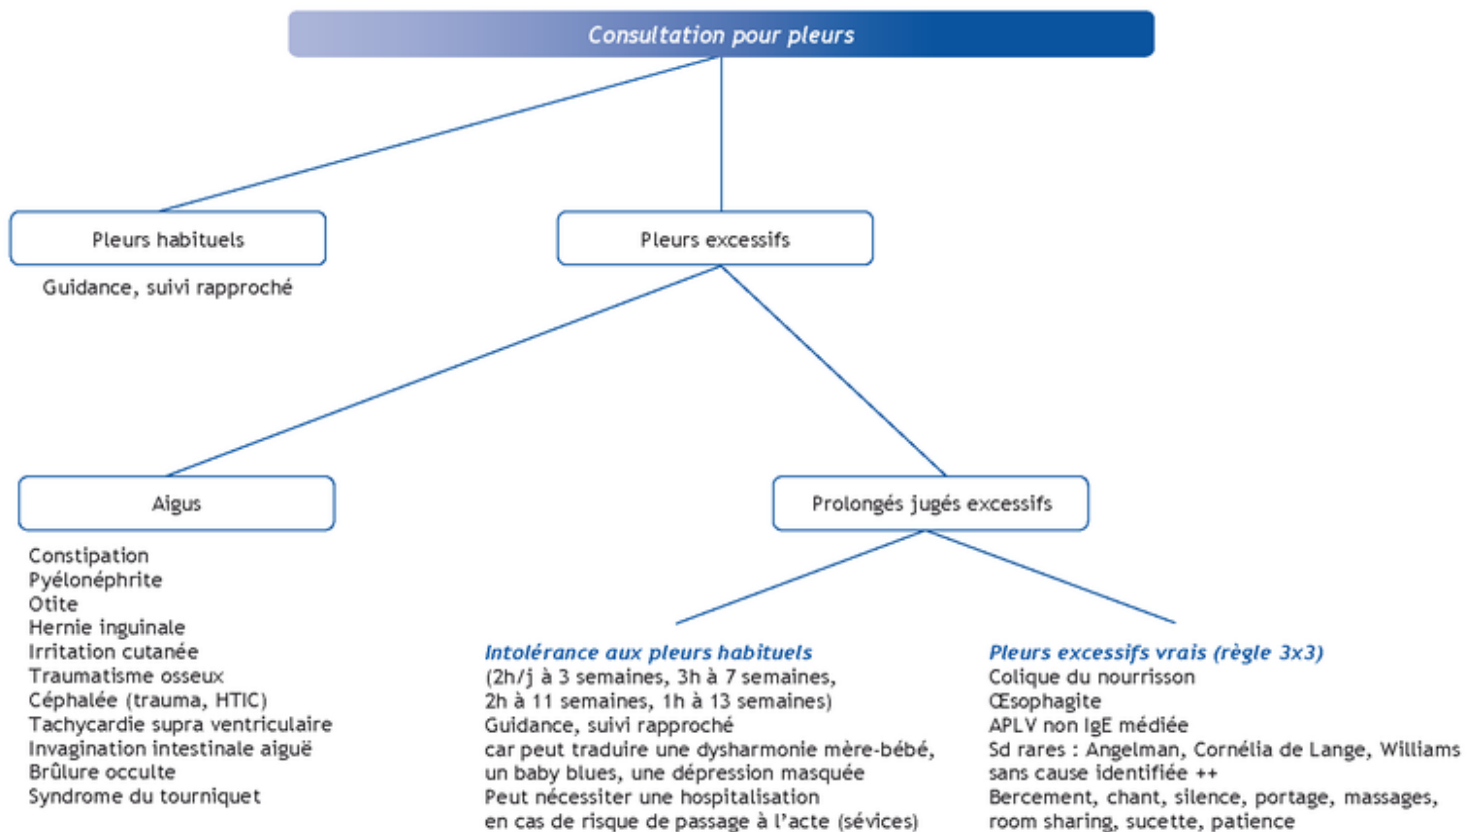 Consultation pour pleurs
Pleurs habituels
Guidance, suivi rapproché
Pleurs excessifs
Aigus
Constipation
Pyélonéphrite
Otite
Hernie inguinale
Irritation cutanée
Traumatisme osseux
Céphalée (trauma, HTIC)
Tachycardie supra ventriculaire
Invagination intestinale aiguë
Brûlure occulte
Syndrome du tourniquet
Prolongés jugés excessifs
Intolérance aux pleurs habituels
(2h/j à 3 semaines, 3h à 7 semaines,
2h à 11 semaines, 1h à 13 semaines)
Guidance, suivi rapproché
car peut traduire une dysharmonie mère-bébé,
un baby blues, une dépression masquée
Peut nécessiter une hospitalisation
en cas de risque de passage à l'acte (sévices)
Pleurs excessifs vrais (règle 3x3)
Colique du nourrisson
Œsophagite
APLV non IgE médiée
Sd rares : Angelman, Cornélia de Lange, Williams
sans cause identifiée ++
Bercement, chant, silence, portage, massages,
room sharing, sucette, patience